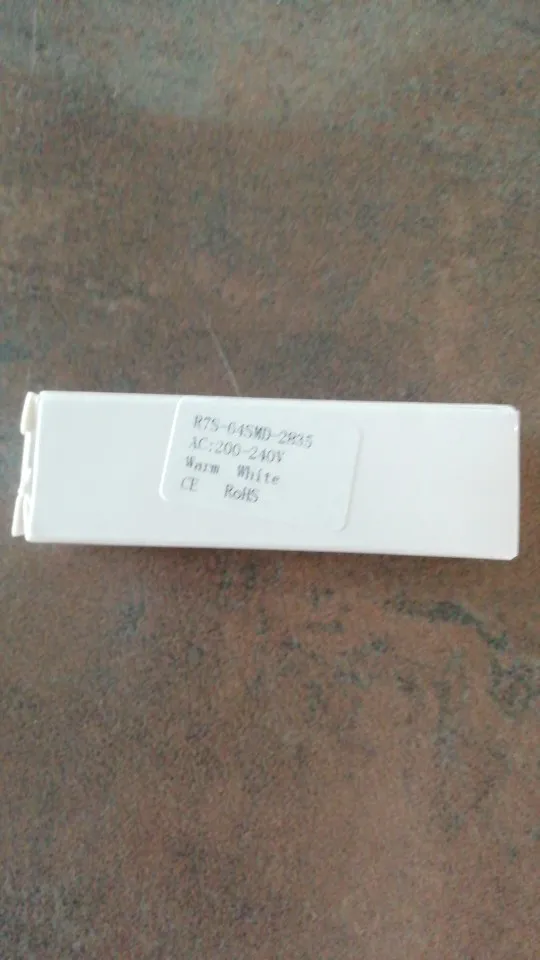 R7S-64SMD-2835
AC:200-240V
Warm White
CE RoHS